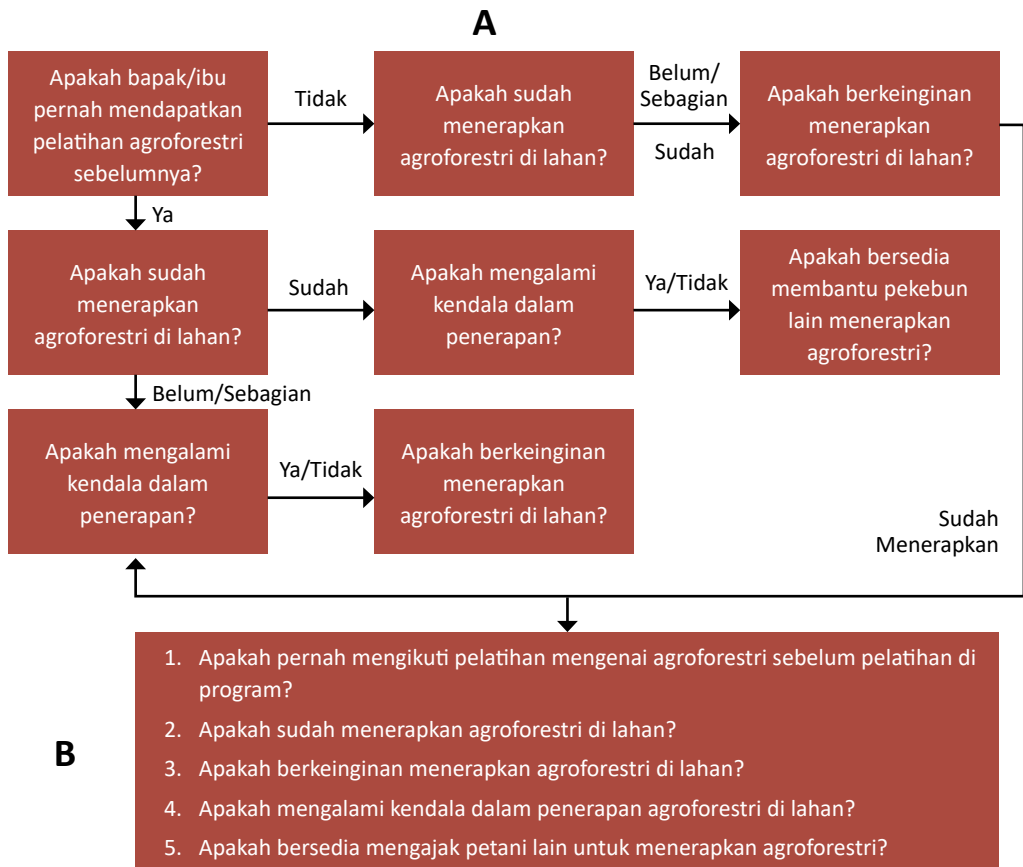 A
Apakah bapak/ibu
pernah mendapatkan
pelatihan agroforestri
sebelumnya?
Tidak
Apakah sudah
menerapkan
agroforestri di lahan?
Belum/
Sebagian
Sudah
Apakah berkeinginan
menerapkan
agroforestri di lahan?
Ya
Apakah sudah
menerapkan
agroforestri di lahan?
Sudah
Apakah mengalami
kendala dalam
penerapan?
Ya/Tidak
Apakah bersedia
membantu pekebun
lain menerapkan
agroforestri?
Belum/Sebagian
Apakah mengalami
kendala dalam
penerapan?
Ya/Tidak
Apakah berkeinginan
menerapkan
agroforestri di lahan?
Sudah
Menerapkan
B
1. Apakah pernah mengikuti pelatihan mengenai agroforestri sebelum pelatihan di
program?
2. Apakah sudah menerapkan agroforestri di lahan?
3. Apakah berkeinginan menerapkan agroforestri di lahan?
4. Apakah mengalami kendala dalam penerapan agroforestri di lahan?
5. Apakah bersedia mengajak petani lain untuk menerapkan agroforestri?